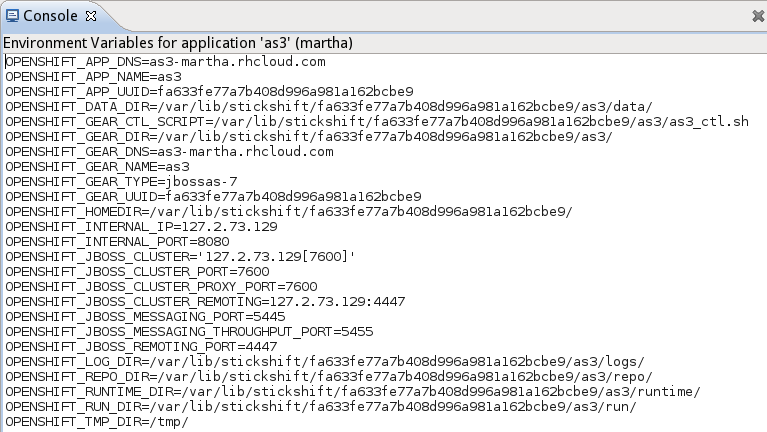 Console
Environment Variables for application 'as3' (martha)
OPENSHIFT_APP_DNS=as3-martha.rhcloud.com
OPENSHIFT_APP_NAME=as3
OPENSHIFT_APP_UUID=fa633fe77a7b408d996a981a162bcbe9
OPENSHIFT_DATA_DIR=/var/lib/stickshift/fa633fe77a7b408d996a981a162bcbe9/as3/data/
OPENSHIFT_GEAR_CTL_SCRIPT=/var/lib/stickshift/fa633fe77a7b408d996a981a162bcbe9/as3/as3_ctl.sh
OPENSHIFT_GEAR_DIR=/var/lib/stickshift/fa633fe77a7b408d996a981a162bcbe9/as3/
OPENSHIFT_GEAR_DNS=as3-martha.rhcloud.com
OPENSHIFT_GEAR_NAME=as3
OPENSHIFT_GEAR_TYPE=jbossas-7
OPENSHIFT_GEAR_UUID=fa633fe77a7b408d996a981a162bcbe9
OPENSHIFT_HOMEDIR=/var/lib/stickshift/fa633fe77a7b408d996a981a162bcbe9/
OPENSHIFT_INTERNAL_IP=127.2.73.129
OPENSHIFT_INTERNAL_PORT=8080
OPENSHIFT_JBOSS_CLUSTER='127.2.73.129[7600]'
OPENSHIFT_JBOSS_CLUSTER_PORT=7600
OPENSHIFT_JBOSS_CLUSTER_PROXY_PORT=7600
OPENSHIFT_JBOSS_CLUSTER_REMOTING=127.2.73.129:4447
OPENSHIFT_JBOSS_MESSAGING_PORT=5445
OPENSHIFT_JBOSS_MESSAGING_THROUGHPUT_PORT=5455
OPENSHIFT_JBOSS_REMOTING_PORT=4447
OPENSHIFT_LOG_DIR=/var/lib/stickshift/fa633fe77a7b408d996a981a162bcbe9/as3/logs/
OPENSHIFT_REPO_DIR=/var/lib/stickshift/fa633fe77a7b408d996a981a162bcbe9/as3/repo/
OPENSHIFT_RUNTIME_DIR=/var/lib/stickshift/fa633fe77a7b408d996a981a162bcbe9/as3/runtime/
OPENSHIFT_RUN_DIR=/var/lib/stickshift/fa633fe77a7b408d996a981a162bcbe9/as3/run/
OPENSHIFT_TMP_DIR=/tmp/